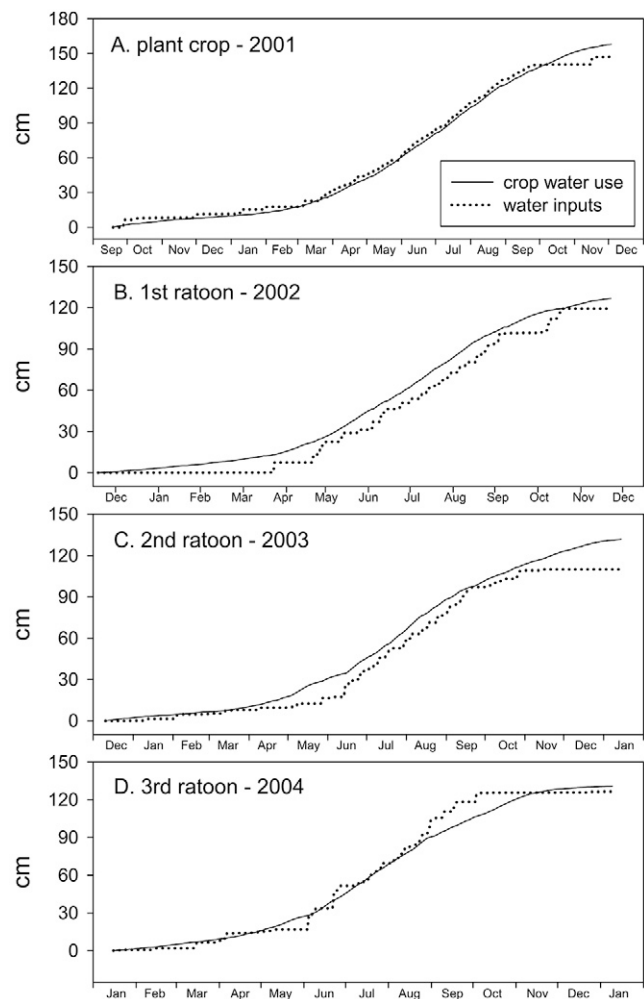 180
A. plant crop - 2001
150
120
cm
90
60
crop water use
30
water inputs
0
Sep Oct Nov Dec Jan Feb Mar Apr May Jun Jul Aug Sep Oct Nov Dec
150
B. 1st ratoon - 2002
120
90
cm
60
30
0
Dec Jan Feb Mar Apr May Jun Jul Aug Sep Oct Nov Dec
150
C. 2nd ratoon - 2003
120
90
cm
60
30
0
Dec Jan Feb Mar Apr May Jun Jul Aug Sep Oct Nov Dec Jan
150
D. 3rd ratoon - 2004
120
90
cm
60
30
0
Jan Feb Mar Apr May Jun Jul Aug Sep Oct Nov Dec Jan